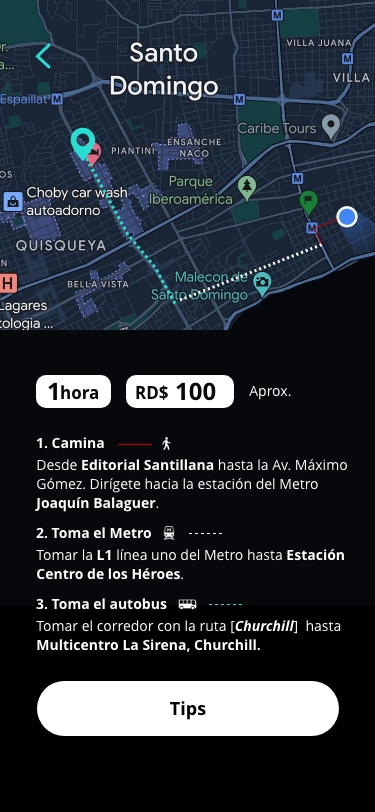 Santo
Domingo
r.
a...
VILLA JUANA
M
M
VILLA
Espaillat M
M
Caribe Tours
PIANTINI
ENSANCHE
NACO
OS
Choby car wash
autoadorno
Parque
Iberoamérica
M
M
QUISQUEYA
N
BELLA VISTA
Malecon de
Santo Domingo
H
Lagares
tologia ...
1hora
RD$ 100
Aprox.
1. Camina
Desde Editorial Santillana hasta la Av. Máximo
Gómez. Dirígete hacia la estación del Metro
Joaquín Balaguer.
2. Toma el Metro
Tomar la L1 línea uno del Metro hasta Estación
Centro de los Héroes.
3. Toma el autobus
Tomar el corredor con la ruta [Churchill] hasta
Multicentro La Sirena, Churchill.
Tips